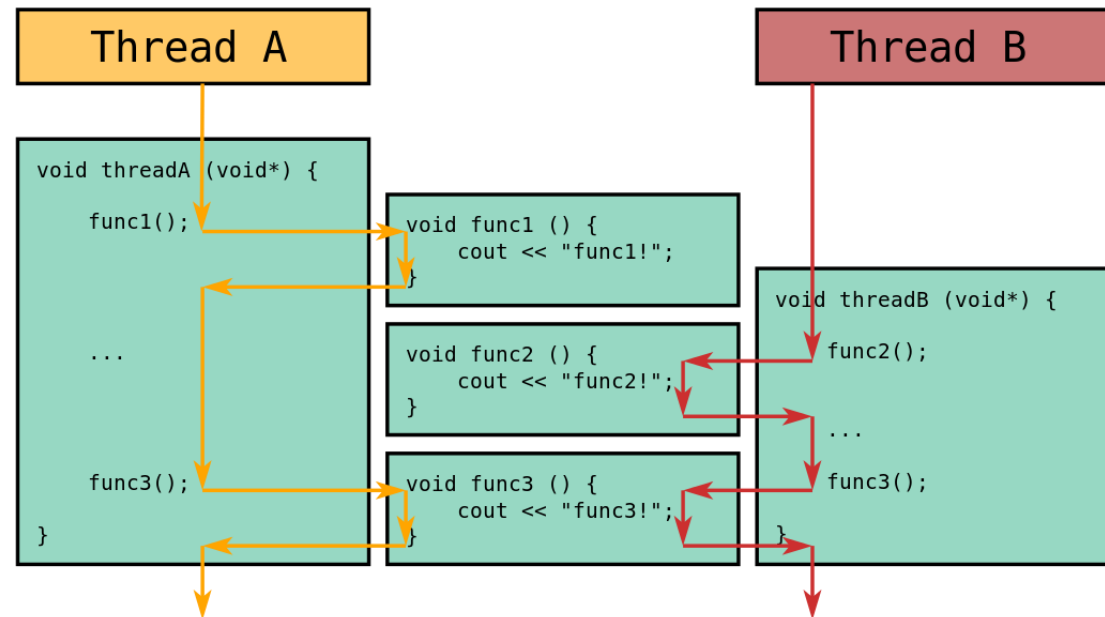 Thread A
Thread B
void threadA (void*) {
func1();
...
func3();
}
void func1 () {
cout << "func1!";
}
void func2 () {
cout << "func2!";
}
void func3 () {
cout << "func3!";
}
void threadB (void*) {
func2();
...
func3();
}